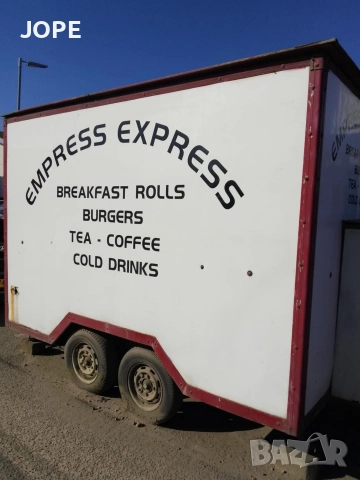 JOPE
EMPRESS EXPRESS
BREAKFAST ROLLS
BURGERS
TEA - COFFEE
COLD DRINKS
BAZAR